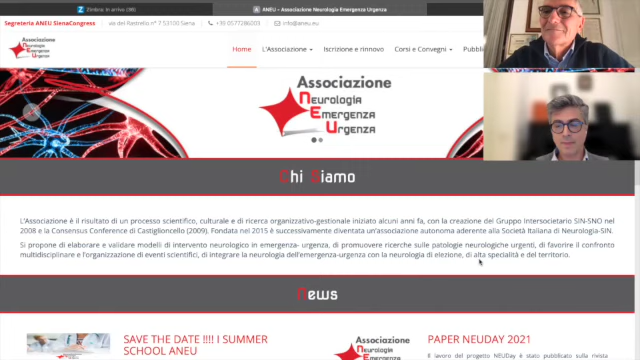 Zimbra: In arrivo (98)
ANEU – Associazione Neurologia Emergenza Urgenza
Segreteria ANEU SienaCongress
via del Rastrello n° 7 53100 Siena
+39 0577286003
info@aneu.eu
Associazione
Neurologia
Emergenza
Urgenza
Home
L'Associazione
Iscrizione e rinnovo
Corsi e Convegni
Pubbli
Associazione
Neurologia
Emergenza
Urgenza
Chi Siamo
L'Associazione è il risultato di un processo scientifico, culturale e di ricerca organizzativo-gestionale iniziato alcuni anni fa, con la creazione del Gruppo Intersocietario SIN-SNO nel
2008 e la Consensus Conference di Castiglioncello (2009). Fondata nel 2015 è successivamente diventata un'associazione autonoma aderente alla Società Italiana di Neurologia-SIN.
Si propone di elaborare e validare modelli di intervento neurologico in emergenza- urgenza, di promuovere ricerche sulle patologie neurologiche urgenti, di favorire il confronto
multidisciplinare e l'organizzazione di eventi scientifici, di integrare la neurologia dell'emergenza-urgenza con la neurologia di elezione, di alta specialità e del territorio.
News
SAVE THE DATE !!!! I SUMMER
SCHOOL ANEU
Associazione
Neurologia
Emergenza
PAPER NEUDAY 2021
Il lavoro del progetto NEUDay è stato pubblicato sulla rivista